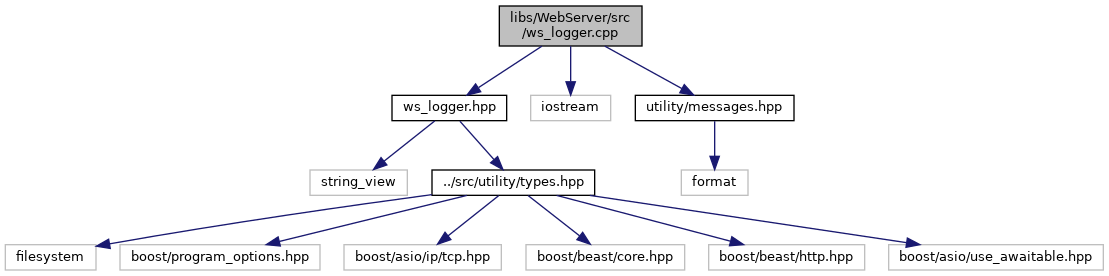 libs/WebServer/src
/ws_logger.cpp
ws_logger.hpp
iostream
utility/messages.hpp
string_view
../src/utility/types.hpp
format
filesystem
boost/program_options.hpp
boost/asio/ip/tcp.hpp
boost/beast/core.hpp
boost/beast/http.hpp
boost/asio/use_awaitable.hpp